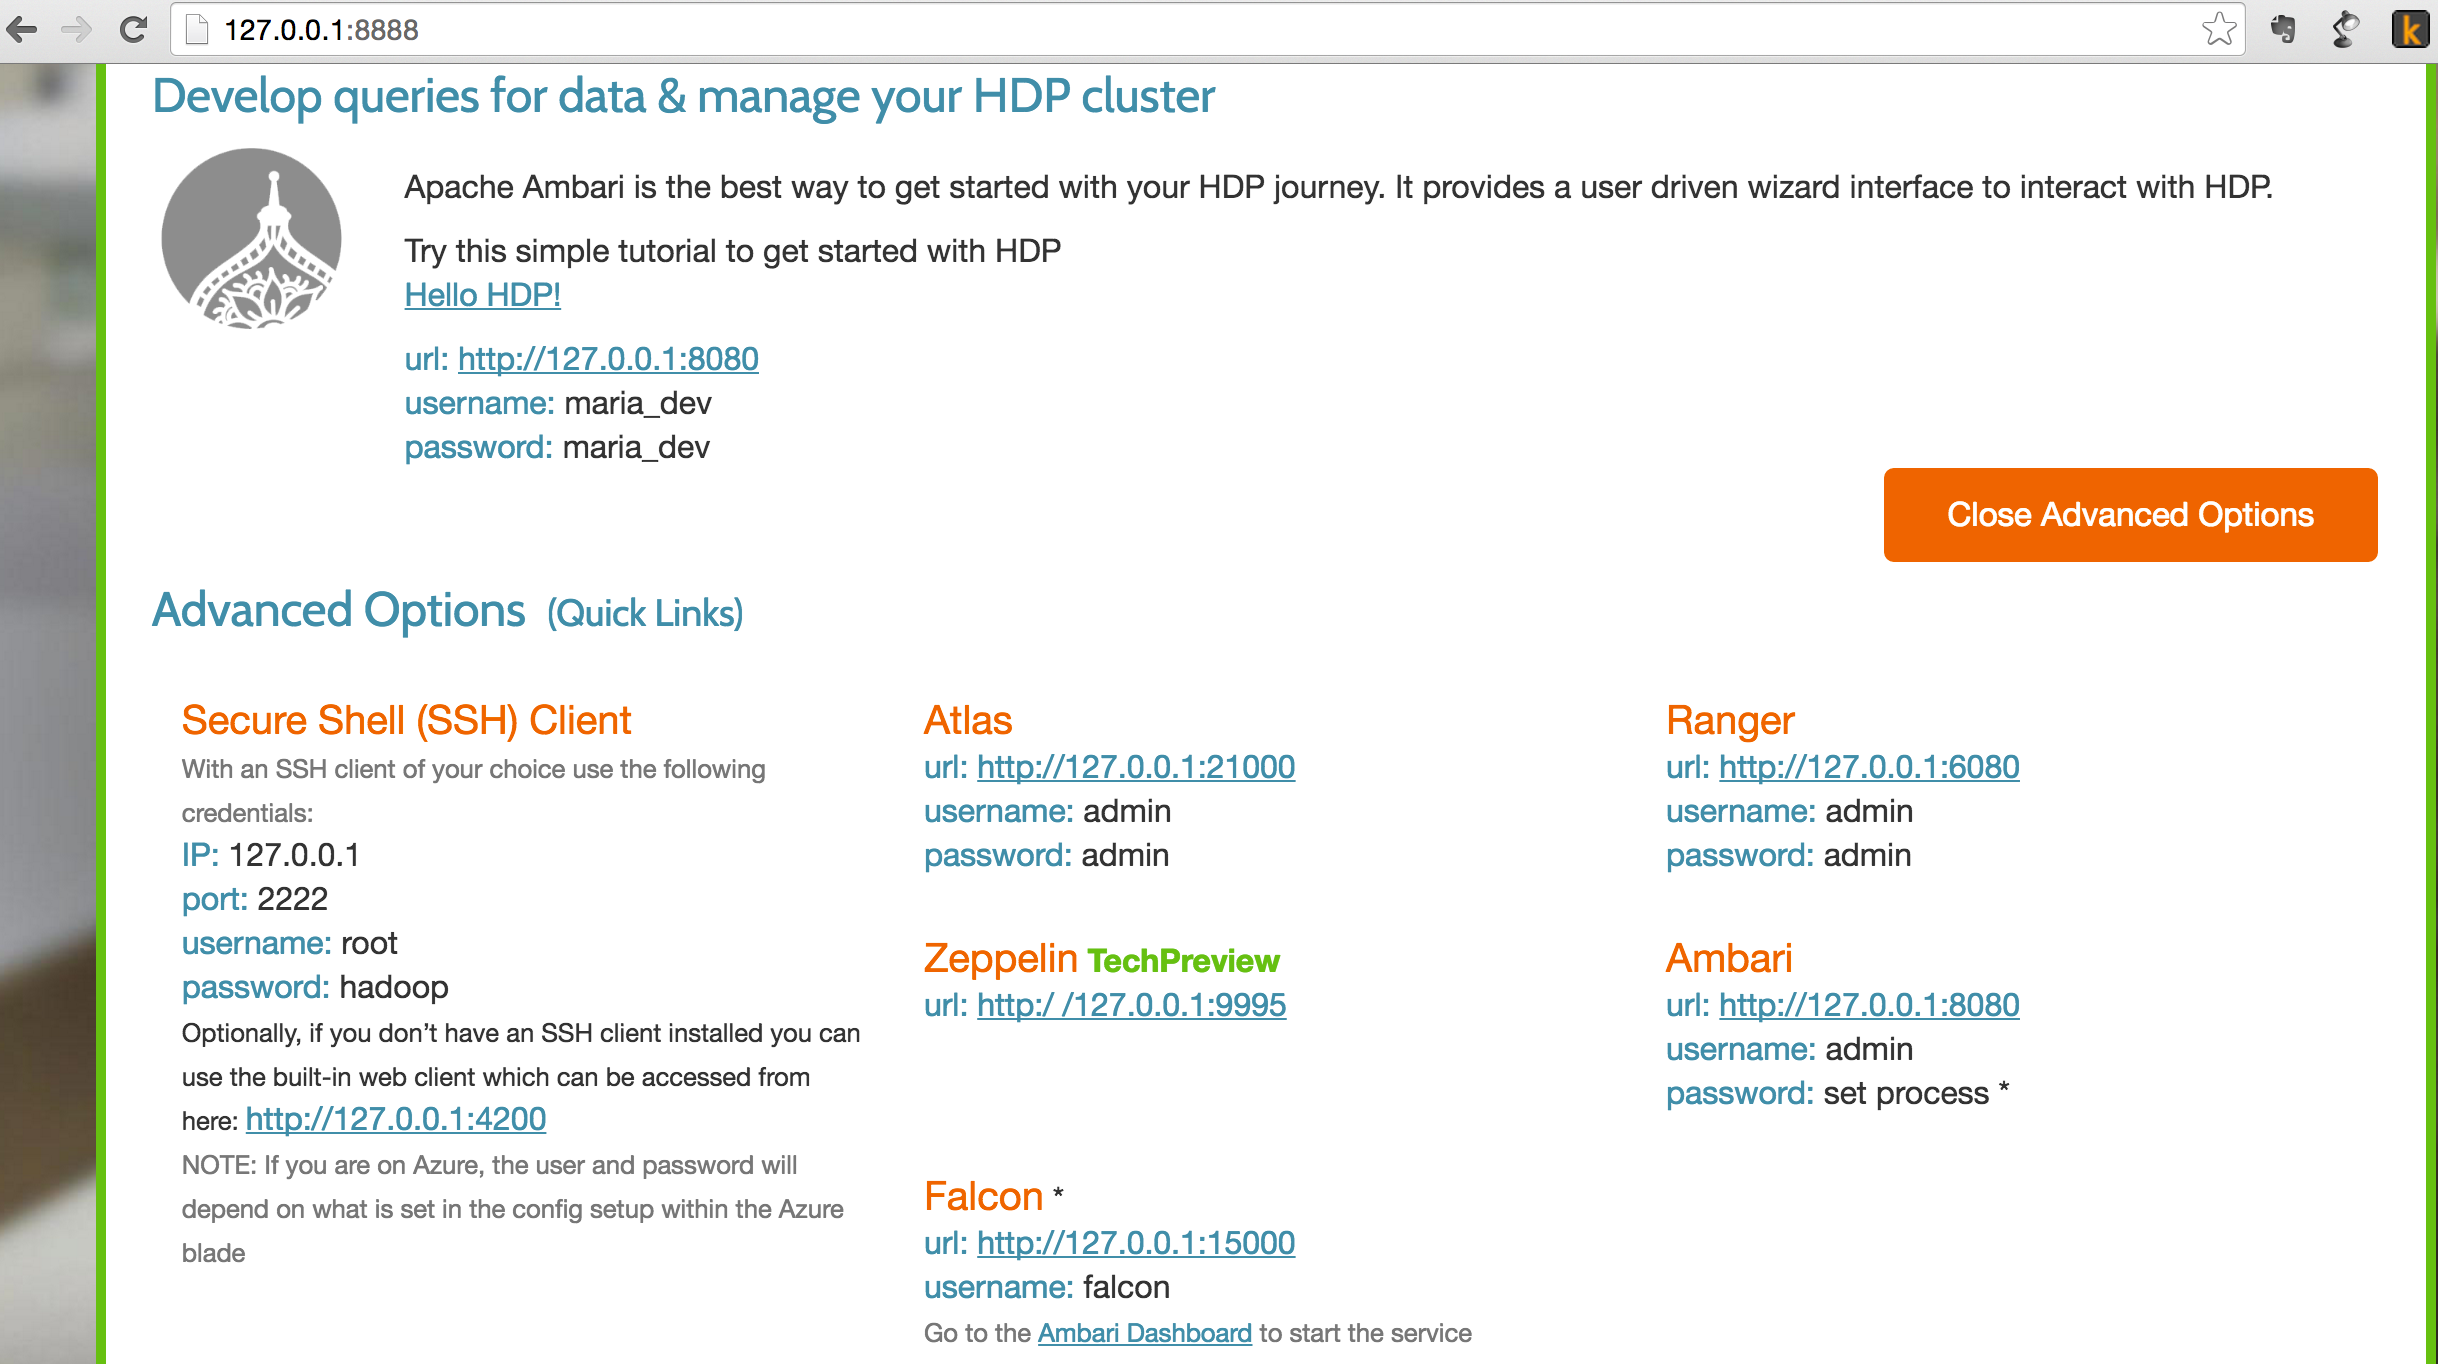 127.0.0.1:8888
Develop queries for data & manage your HDP cluster
Apache Ambari is the best way to get started with your HDP journey. It provides a user driven wizard interface to interact with HDP.
Try this simple tutorial to get started with HDP
Hello HDP!
url: http://127.0.0.1:8080
username: maria_dev
password: maria_dev
Close Advanced Options
Advanced Options (Quick Links)
Secure Shell (SSH) Client
With an SSH client of your choice use the following
credentials:
IP: 127.0.0.1
port: 2222
username: root
password: hadoop
Optionally, if you don’t have an SSH client installed you can
use the built-in web client which can be accessed from
here: http://127.0.0.1:4200
NOTE: If you are on Azure, the user and password will
depend on what is set in the config setup within the Azure
blade
Atlas
url: http://127.0.0.1:21000
username: admin
password: admin
Zeppelin TechPreview
url: http:/ /127.0.0.1:9995
Falcon *
url: http://127.0.0.1:15000
username: falcon
Go to the Ambari Dashboard to start the service
Ranger
url: http://127.0.0.1:6080
username: admin
password: admin
Ambari
url: http://127.0.0.1:8080
username: admin
password: set process *
k